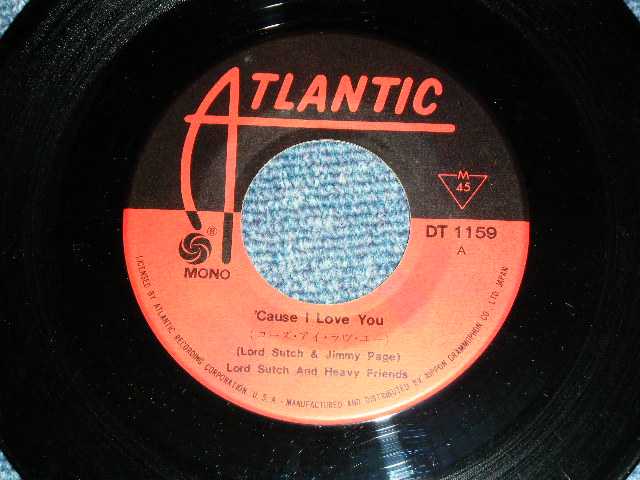 ATLANTIC
®
MONO
M
45
DT 1159
A
'Cause I Love You
(コーズ・アイ・ラヴ・ユー)
(Lord Sutch & Jimmy Page)
Lord Sutch And Heavy Friends
LICENSED BY ATLANTIC RECORDING CORPORATION U.S.A - MANUFACTURED AND DISTRIBUTED BY NIPPON GRAMMOPHON CO., LTD. JAPAN